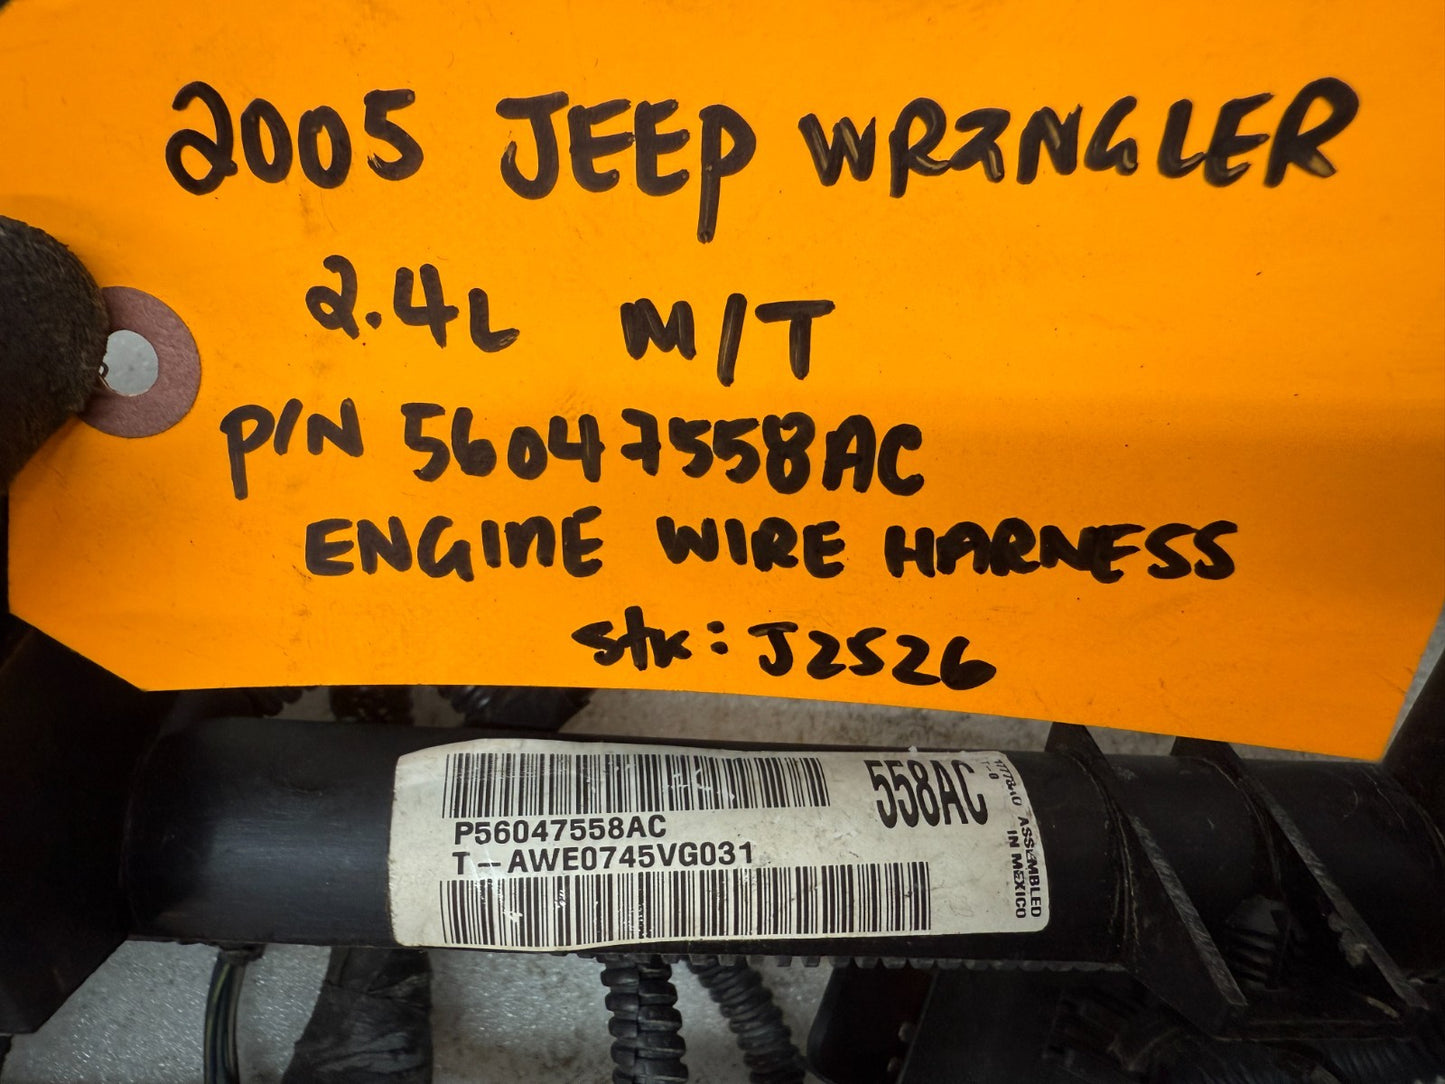 2005 JEEP WRANGLER
2.4L M/T
P/N 56047558AC
ENGINE WIRE HARNESS
Stk: J2526
558AC
P56047558AC
T-AWE0745VG031
ASSEMBLED
IN MEXICO